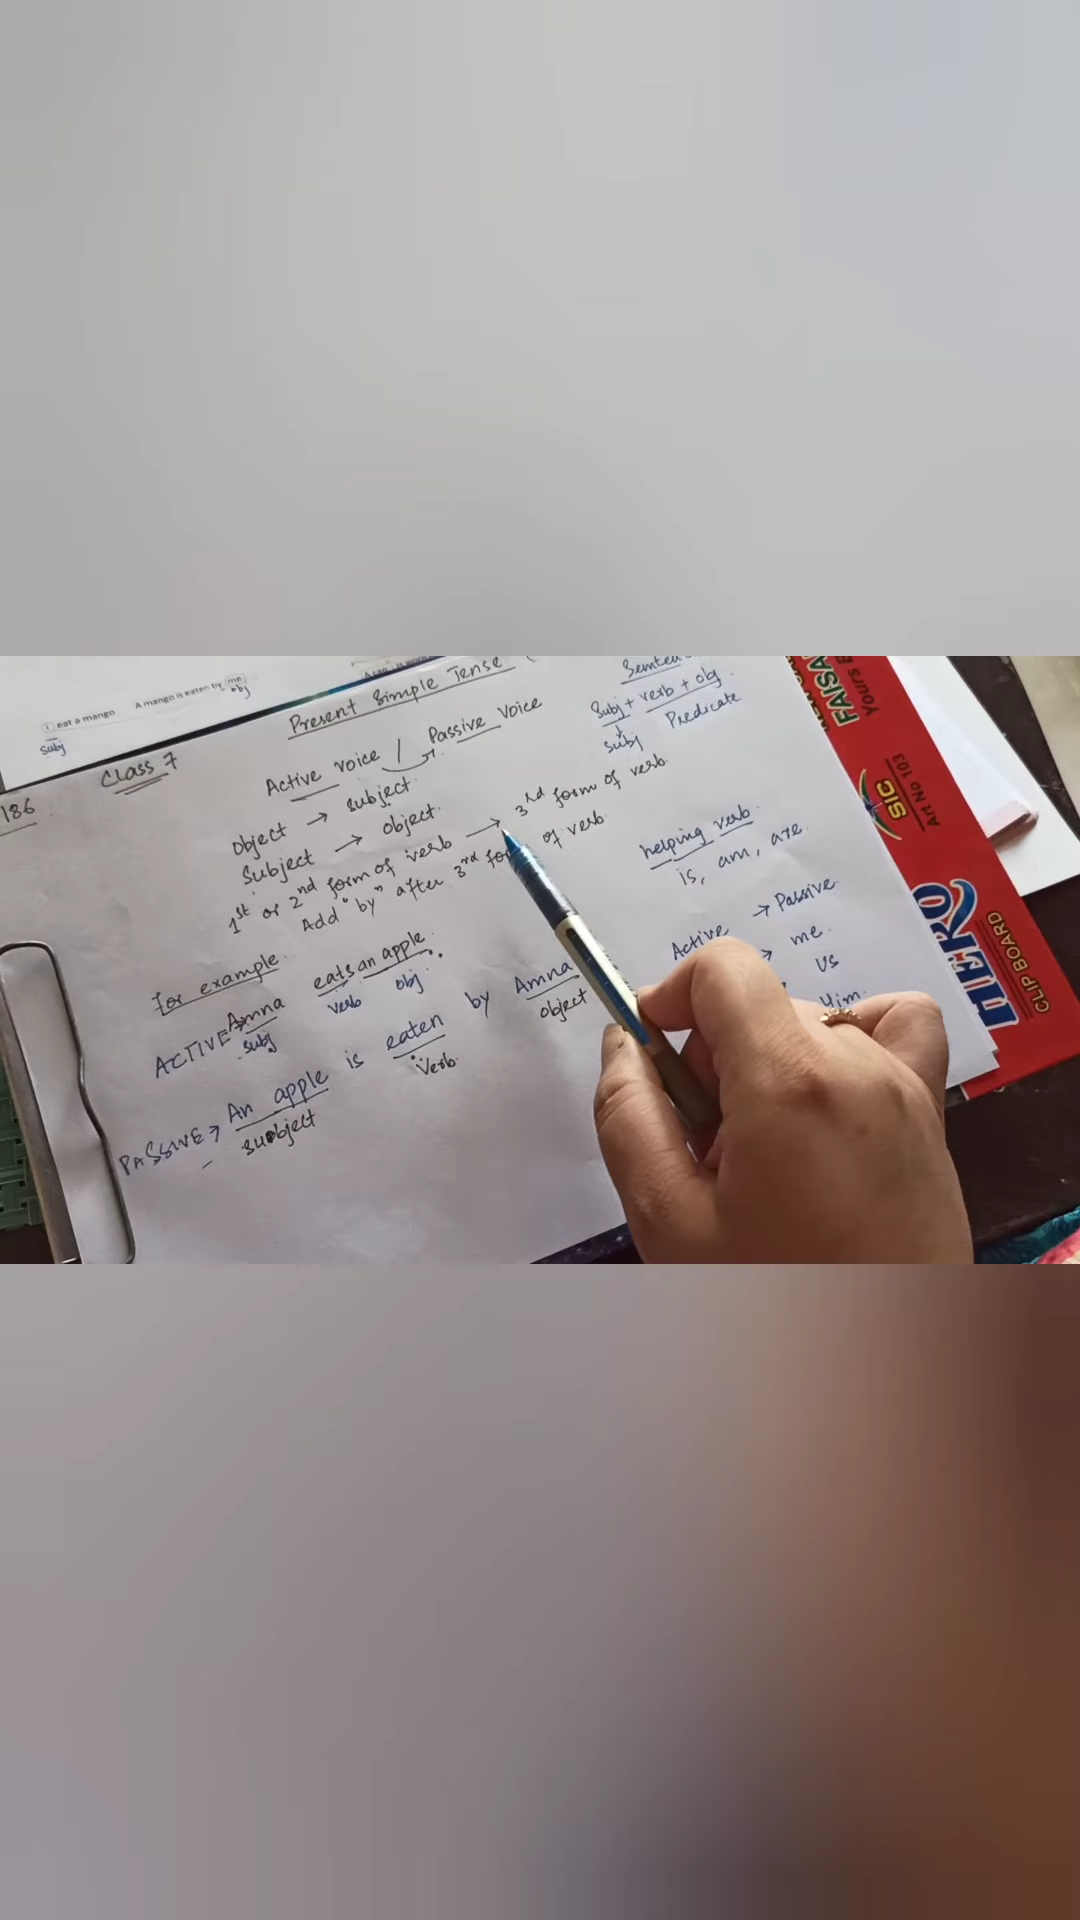 I eat a mango A mango is eaten by me
Subj obj
186
Class 7
Present Simple Tense
Active voice / Passive voice
Object → subject
Subject → object
1st or 2nd form of verb → 3rd form of verb
Add "by" after 3rd of verb
for example
ACTIVE → Amna eats an apple
subj verb obj
PASSIVE → An apple is eaten by Amna
subject verb object
Subj + verb + obj
subj Predicate
helping verb
is, am, are
Active → Passive
me
us
him
FAISA
YOURS
SIC
Art No 103
HERO
CLIP BOARD